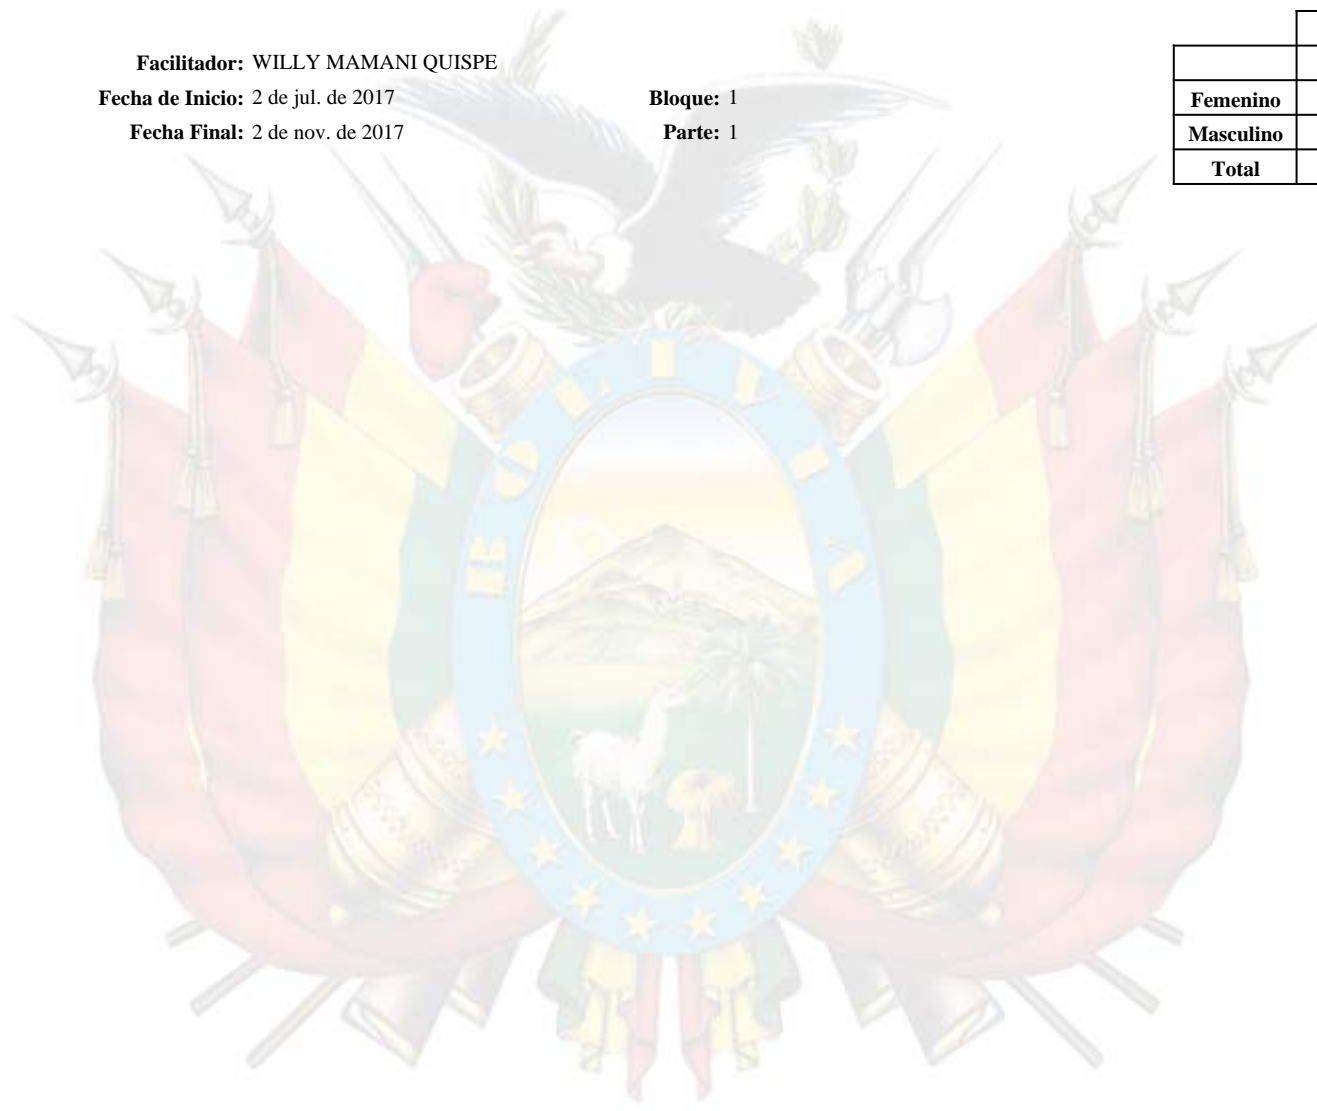 Facilitador: WILLY MAMANI QUISPE
Fecha de Inicio: 2 de jul. de 2017 Bloque: 1
Fecha Final: 2 de nov. de 2017 Parte: 1
Femenino
Masculino
Total
BOLIVIA